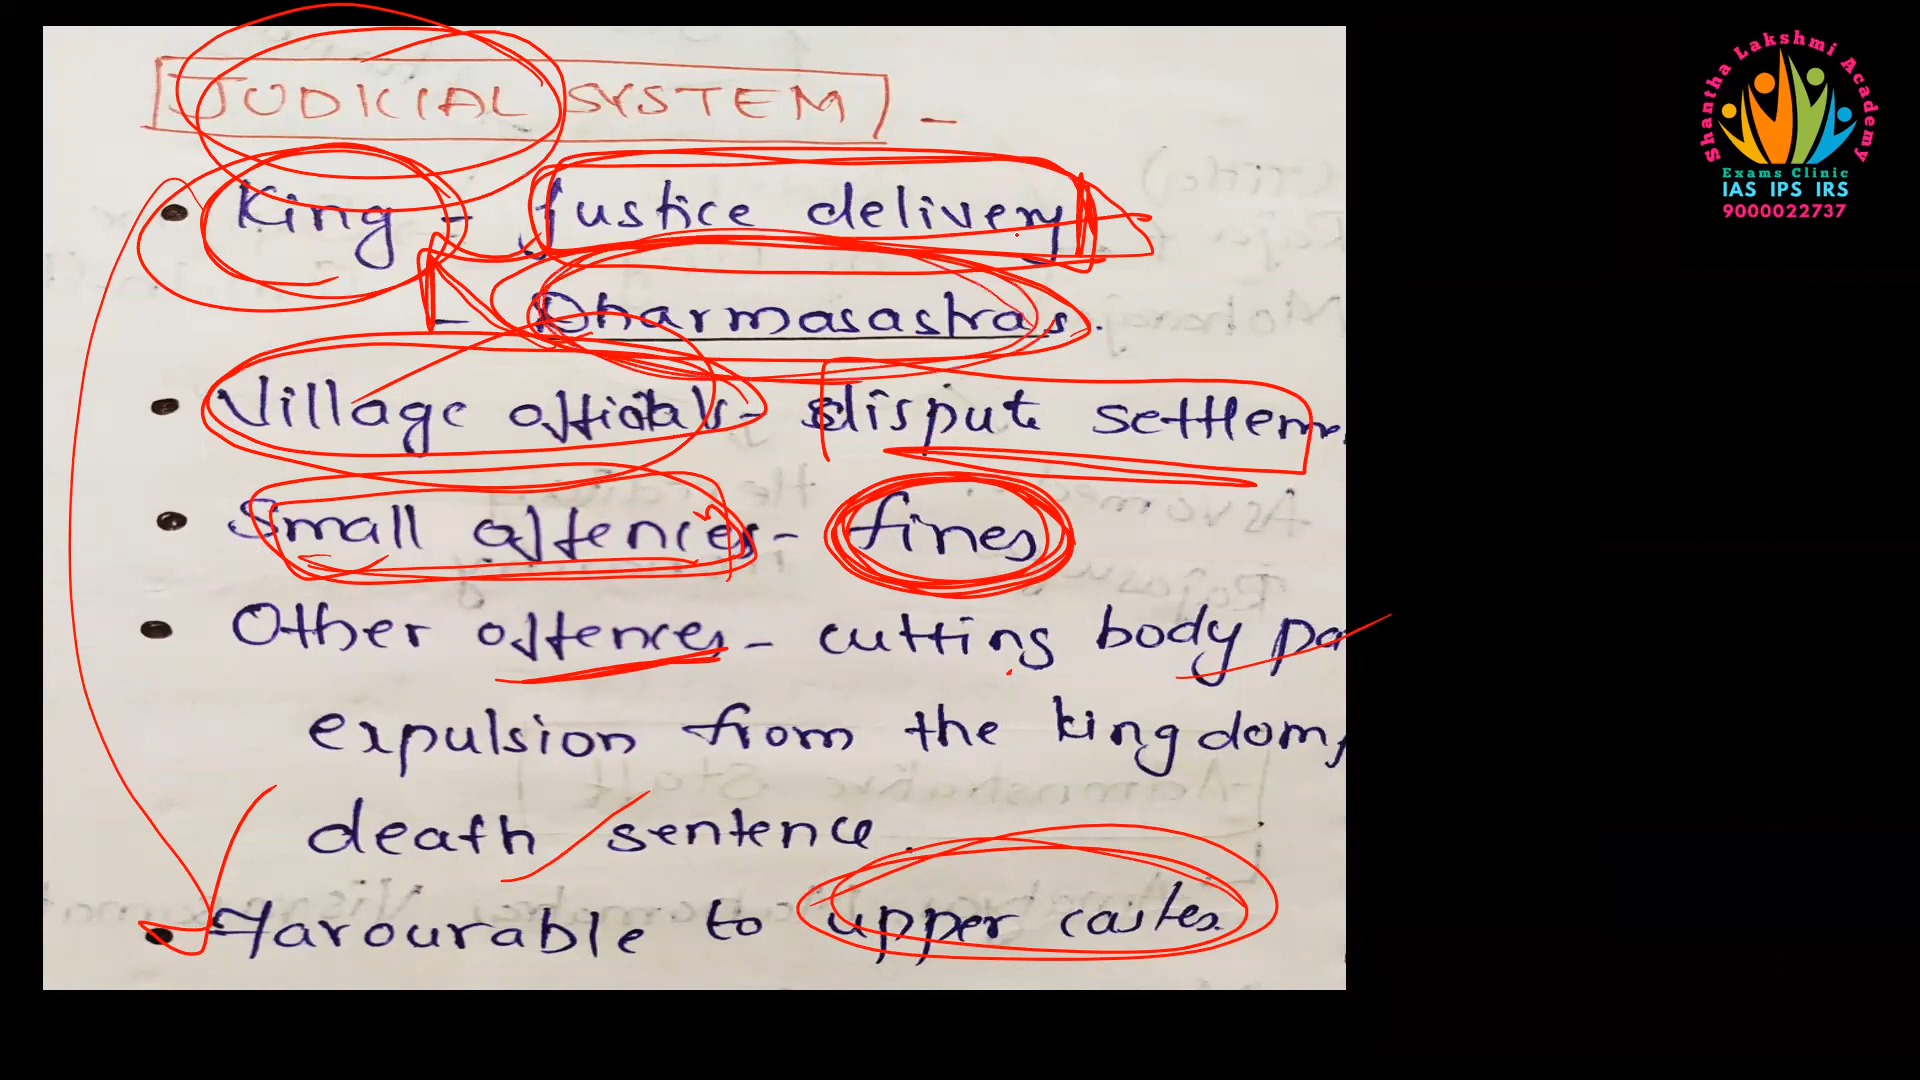 JUDICIAL SYSTEM -
• King - Justice delivery
- Dharmasastras.
• Village officials - dispute settlem
• Small offences - fines
• Other offences - cutting body pa
expulsion from the kingdom,
death sentence.
• Favourable to upper castes.
Shantha Lakshmi Academy
Exams Clinic
IAS IPS IRS
9000022737